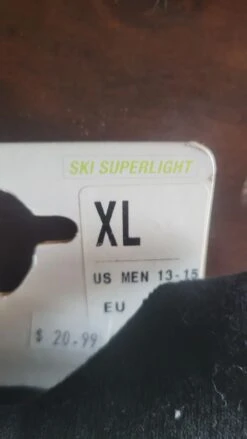 SKI SUPERLIGHT
XL
US MEN 13-15
EU
$ 20.99